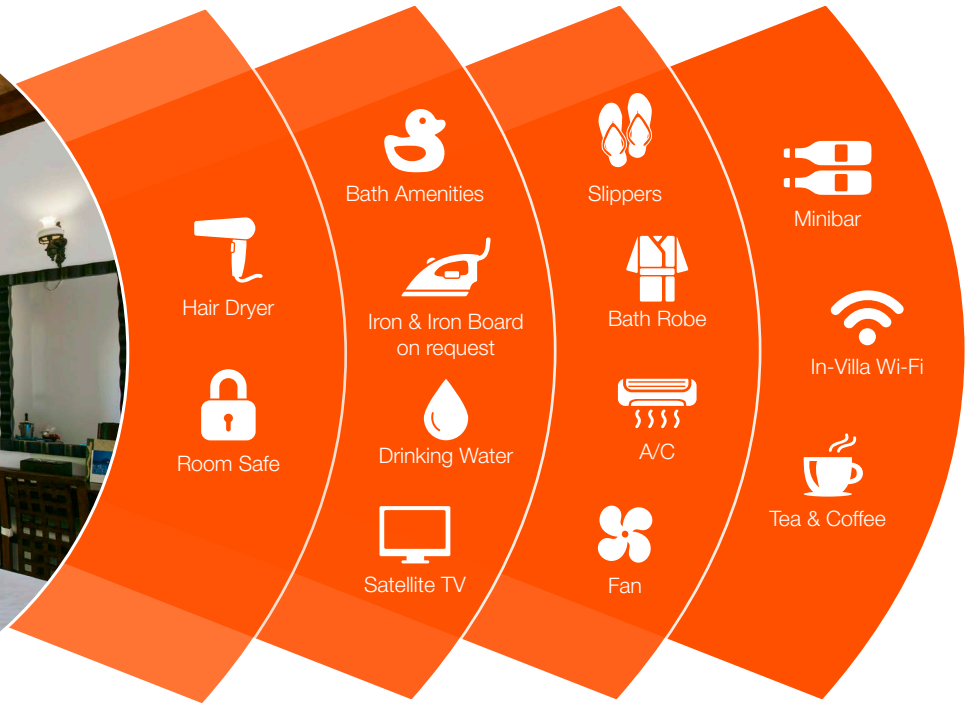 Hair Dryer
Room Safe
Bath Amenities
Iron & Iron Board
on request
Drinking Water
Satellite TV
Slippers
Bath Robe
A/C
Fan
Minibar
In-Villa Wi-Fi
Tea & Coffee